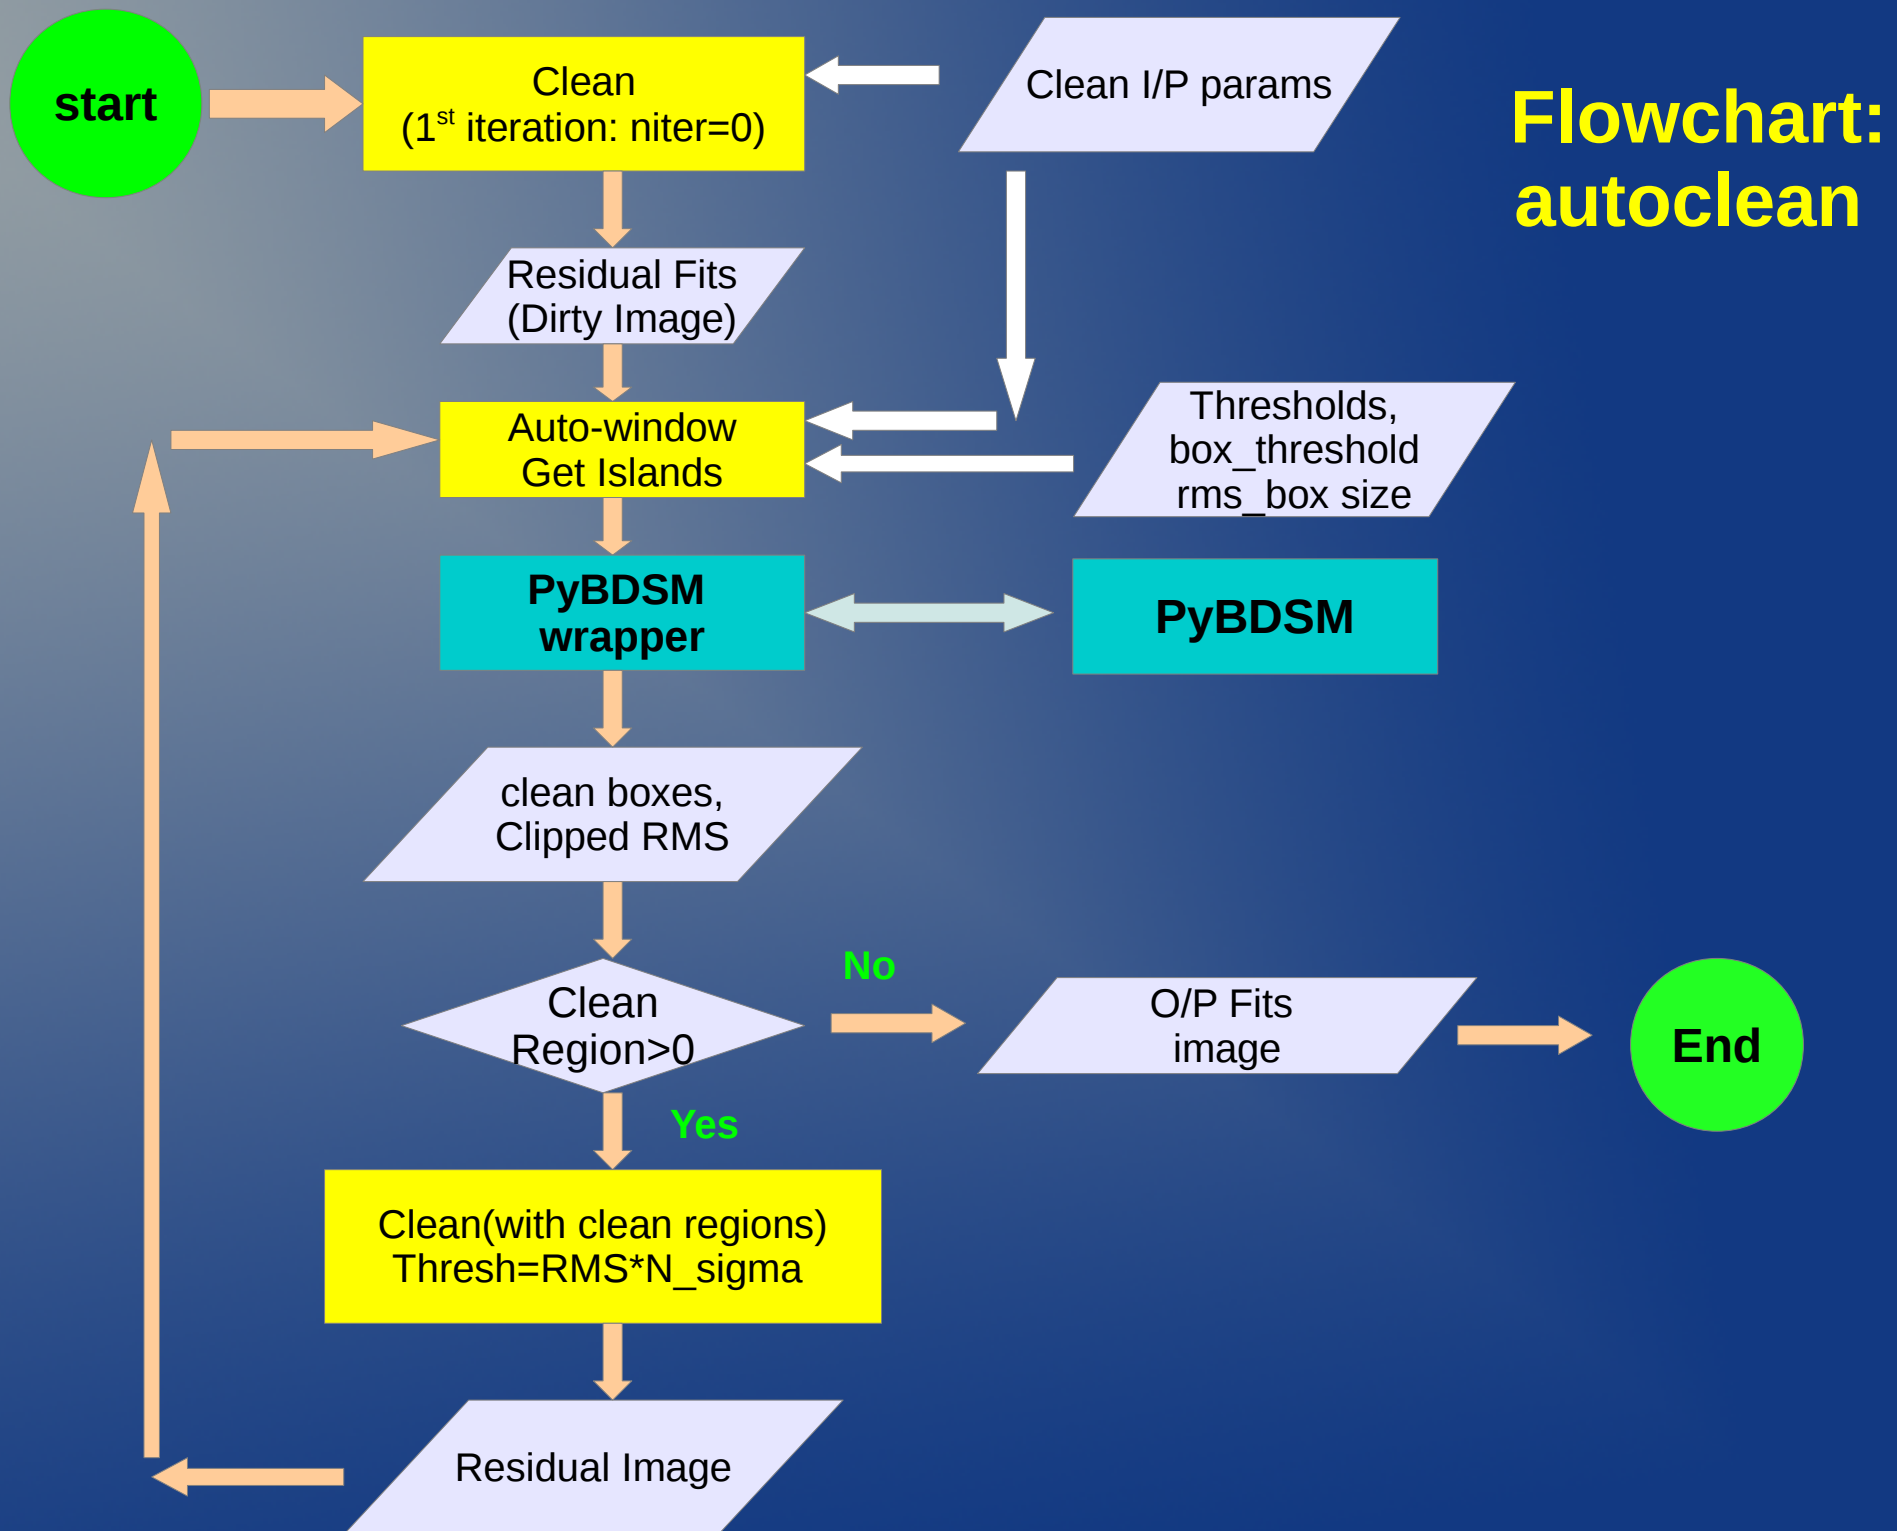 start
Clean
(1st iteration: niter=0)
Clean I/P params
Flowchart:
autoclean
Residual Fits
(Dirty Image)
Auto-window
Get Islands
Thresholds,
box_threshold
rms_box size
PyBDSM
wrapper
PyBDSM
clean boxes,
Clipped RMS
Clean
Region>0
No
O/P Fits
image
End
Yes
Clean(with clean regions)
Thresh=RMS*N_sigma
Residual Image